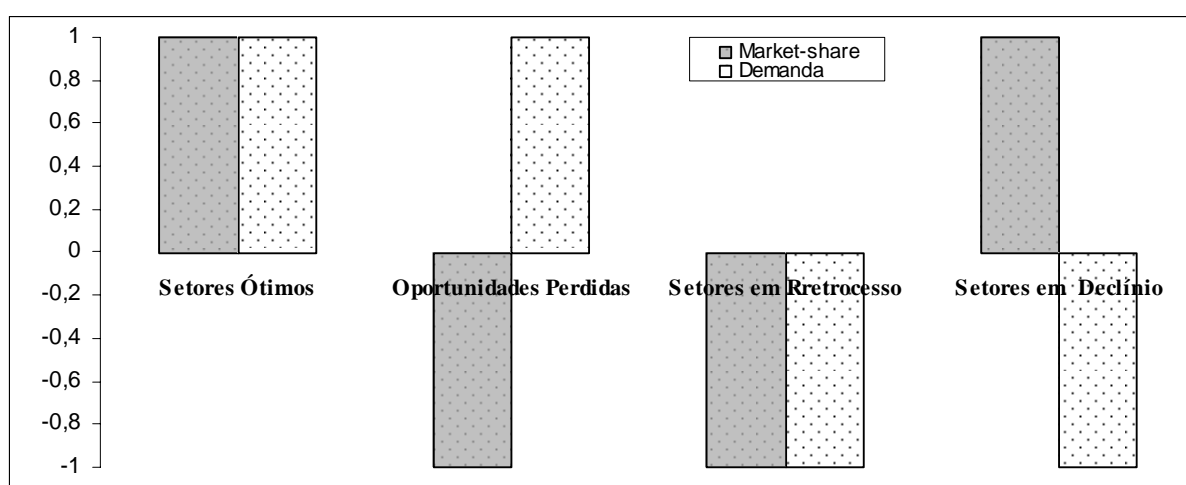 1
0,8
0,6
0,4
0,2
0
-0,2
-0,4
-0,6
-0,8
-1
Market-share
Demanda
Setores Ótimos
Oportunidades Perdidas
Setores em Rretrocesso
Setores em Declínio